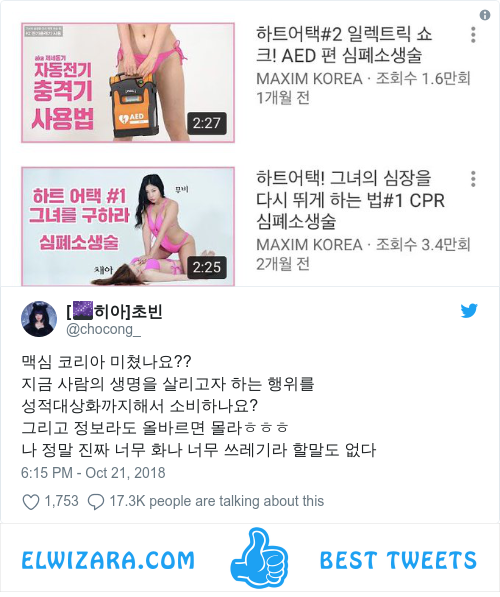 하트어택#2 일렉트릭 쇼
크! AED 편 심폐소생술
MAXIM KOREA · 조회수 1.6만회
1개월 전
aka 제세동기
자동전기
충격기
사용법
AED
2:27
하트어택! 그녀의 심장을
다시 뛰게 하는 법#1 CPR
심폐소생술
MAXIM KOREA · 조회수 3.4만회
2개월 전
하트 어택 #1
그녀를 구하라
심폐소생술
채아
2:25
[🌌히아]초빈
@chocong_
맥심 코리아 미쳤나요??
지금 사람의 생명을 살리고자 하는 행위를
성적대상화까지해서 소비하나요?
그리고 정보라도 올바르면 몰라ㅎㅎㅎ
나 정말 진짜 너무 화나 너무 쓰레기라 할말도 없다
6:15 PM - Oct 21, 2018
1,753 17.3K people are talking about this
ELWIZARA.COM BEST TWEETS